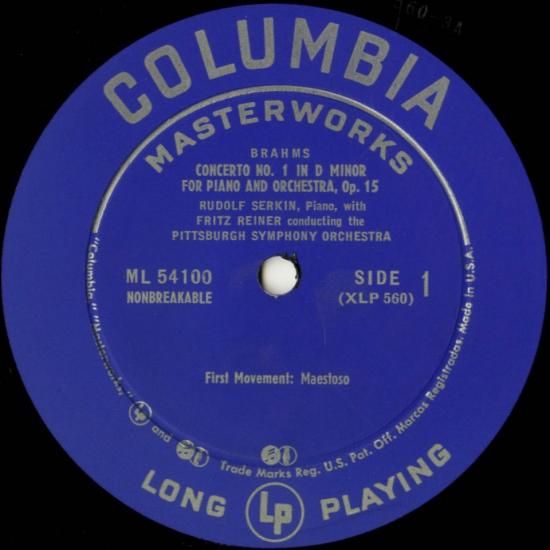 COLUMBIA
MASTERWORKS
BRAHMS
CONCERTO NO. 1 IN D MINOR
FOR PIANO AND ORCHESTRA, Op. 15
RUDOLF SERKIN, Piano, with
FRITZ REINER conducting the
PITTSBURGH SYMPHONY ORCHESTRA
ML 54100
NONBREAKABLE
SIDE 1
(XLP 560)
First Movement: Maestoso
"Columbia," "Masterworks," and Trade Marks Reg. U.S. Pat. Off. Marcas Registradas. Made in U.S.A.
LONG LP PLAYING